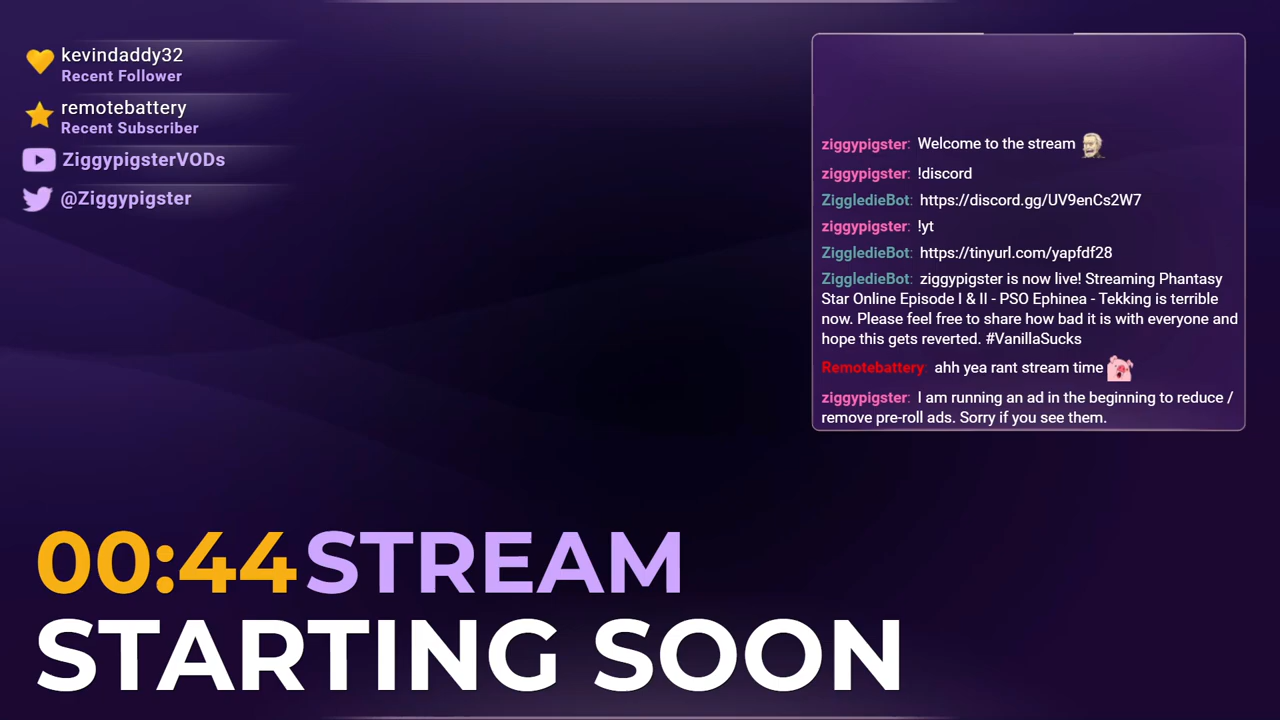 kevindaddy32
Recent Follower
remotebattery
Recent Subscriber
ZiggypigsterVODs
@Ziggypigster
ziggypigster: Welcome to the stream
ziggypigster: !discord
ZiggledieBot: https://discord.gg/UV9enCs2W7
ziggypigster: !yt
ZiggledieBot: https://tinyurl.com/yapfdf28
ZiggledieBot: ziggypigster is now live! Streaming Phantasy
Star Online Episode I & II - PSO Ephinea - Tekking is terrible
now. Please feel free to share how bad it is with everyone and
hope this gets reverted. #VanillaSucks
Remotebattery: ahh yea rant stream time
ziggypigster: I am running an ad in the beginning to reduce /
remove pre-roll ads. Sorry if you see them.
00:44 STREAM
STARTING SOON